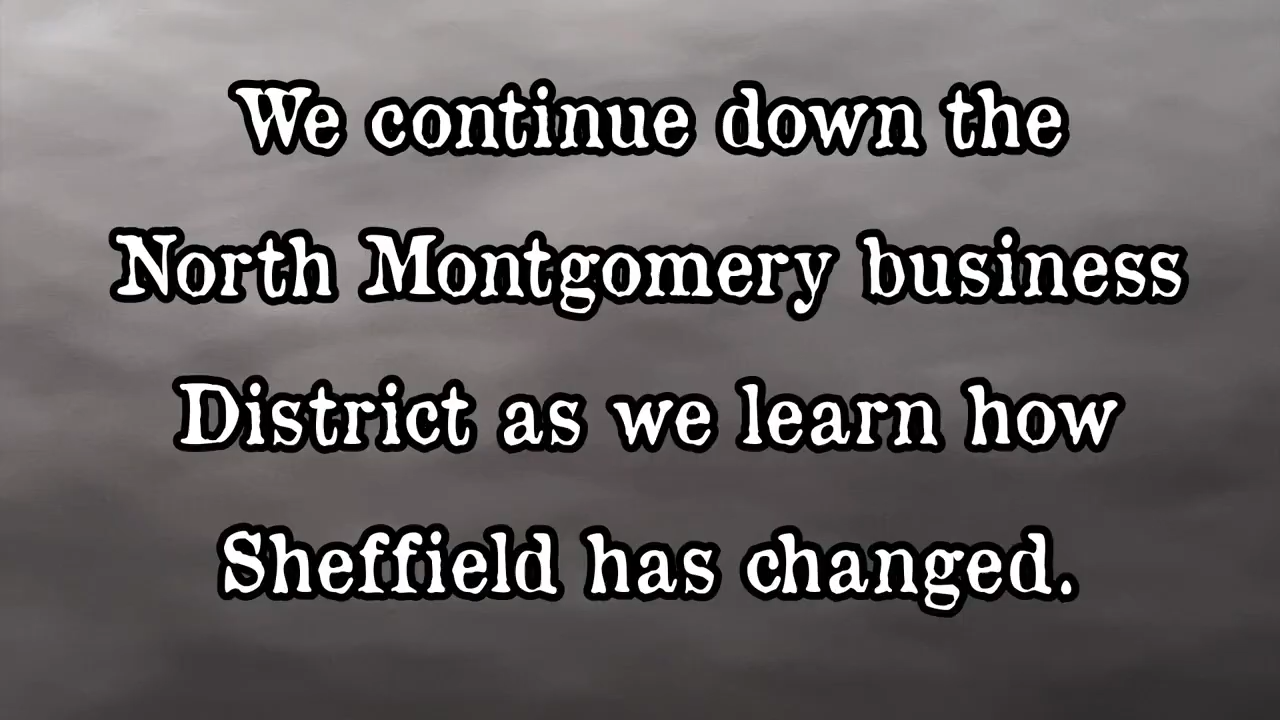 We continue down the
North Montgomery business
District as we learn how
Sheffield has changed.